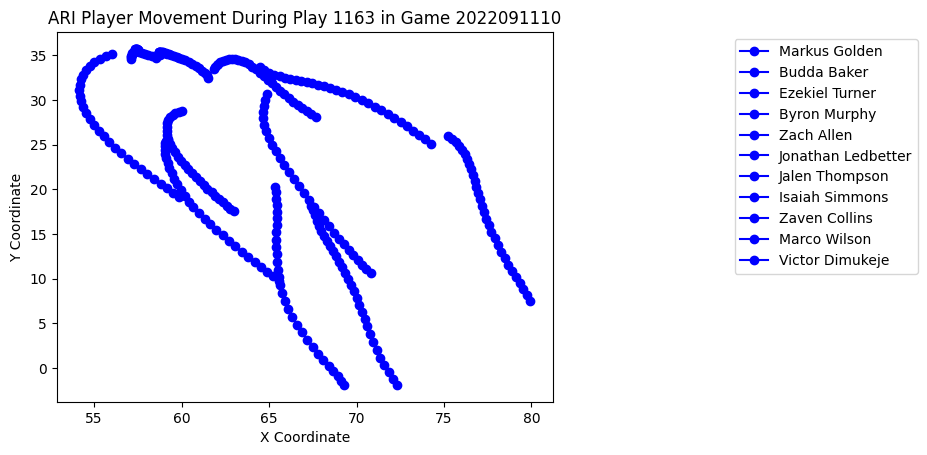 ARI Player Movement During Play 1163 in Game 2022091110
35
30
25
20
15
10
5
0
Y Coordinate
55 60 65 70 75 80
X Coordinate
Markus Golden
Budda Baker
Ezekiel Turner
Byron Murphy
Zach Allen
Jonathan Ledbetter
Jalen Thompson
Isaiah Simmons
Zaven Collins
Marco Wilson
Victor Dimukeje